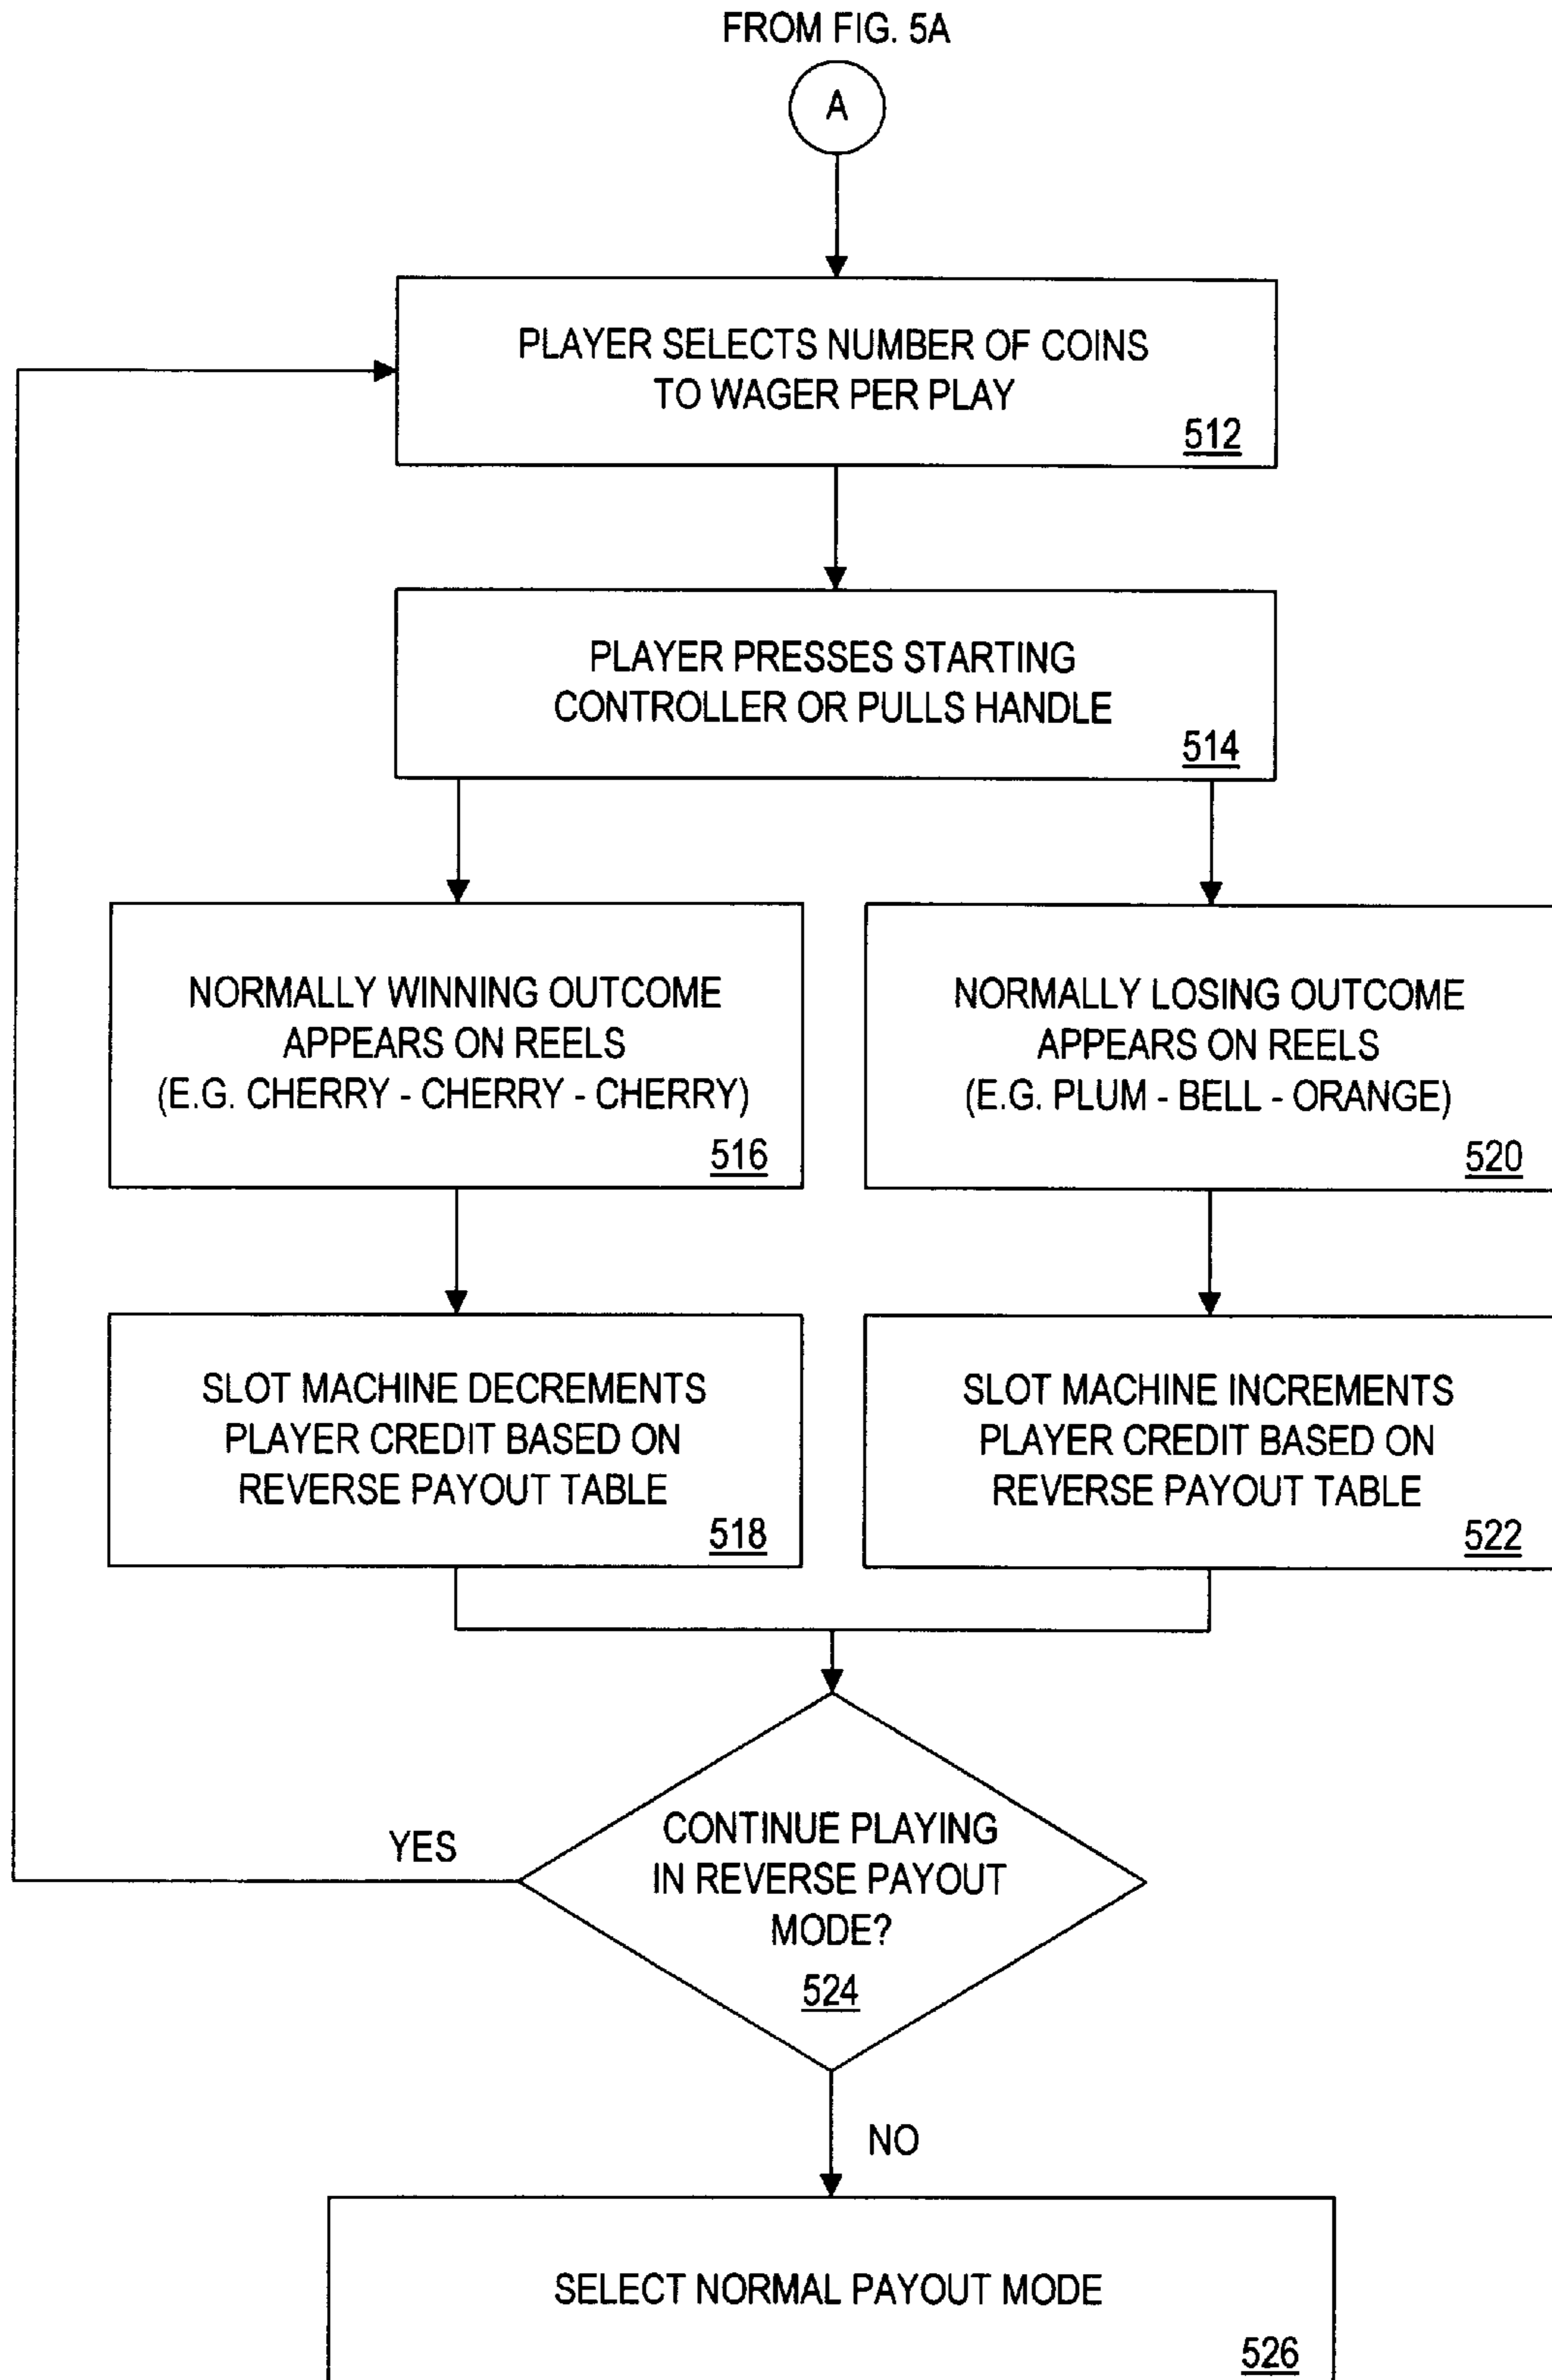 FROM FIG. 5A
A
PLAYER SELECTS NUMBER OF COINS
TO WAGER PER PLAY
512
PLAYER PRESSES STARTING
CONTROLLER OR PULLS HANDLE
514
NORMALLY WINNING OUTCOME
APPEARS ON REELS
(E.G. CHERRY - CHERRY - CHERRY)
516
NORMALLY LOSING OUTCOME
APPEARS ON REELS
(E.G. PLUM - BELL - ORANGE)
520
SLOT MACHINE DECREMENTS
PLAYER CREDIT BASED ON
REVERSE PAYOUT TABLE
518
SLOT MACHINE INCREMENTS
PLAYER CREDIT BASED ON
REVERSE PAYOUT TABLE
522
YES
CONTINUE PLAYING
IN REVERSE PAYOUT
MODE?
524
NO
SELECT NORMAL PAYOUT MODE
526